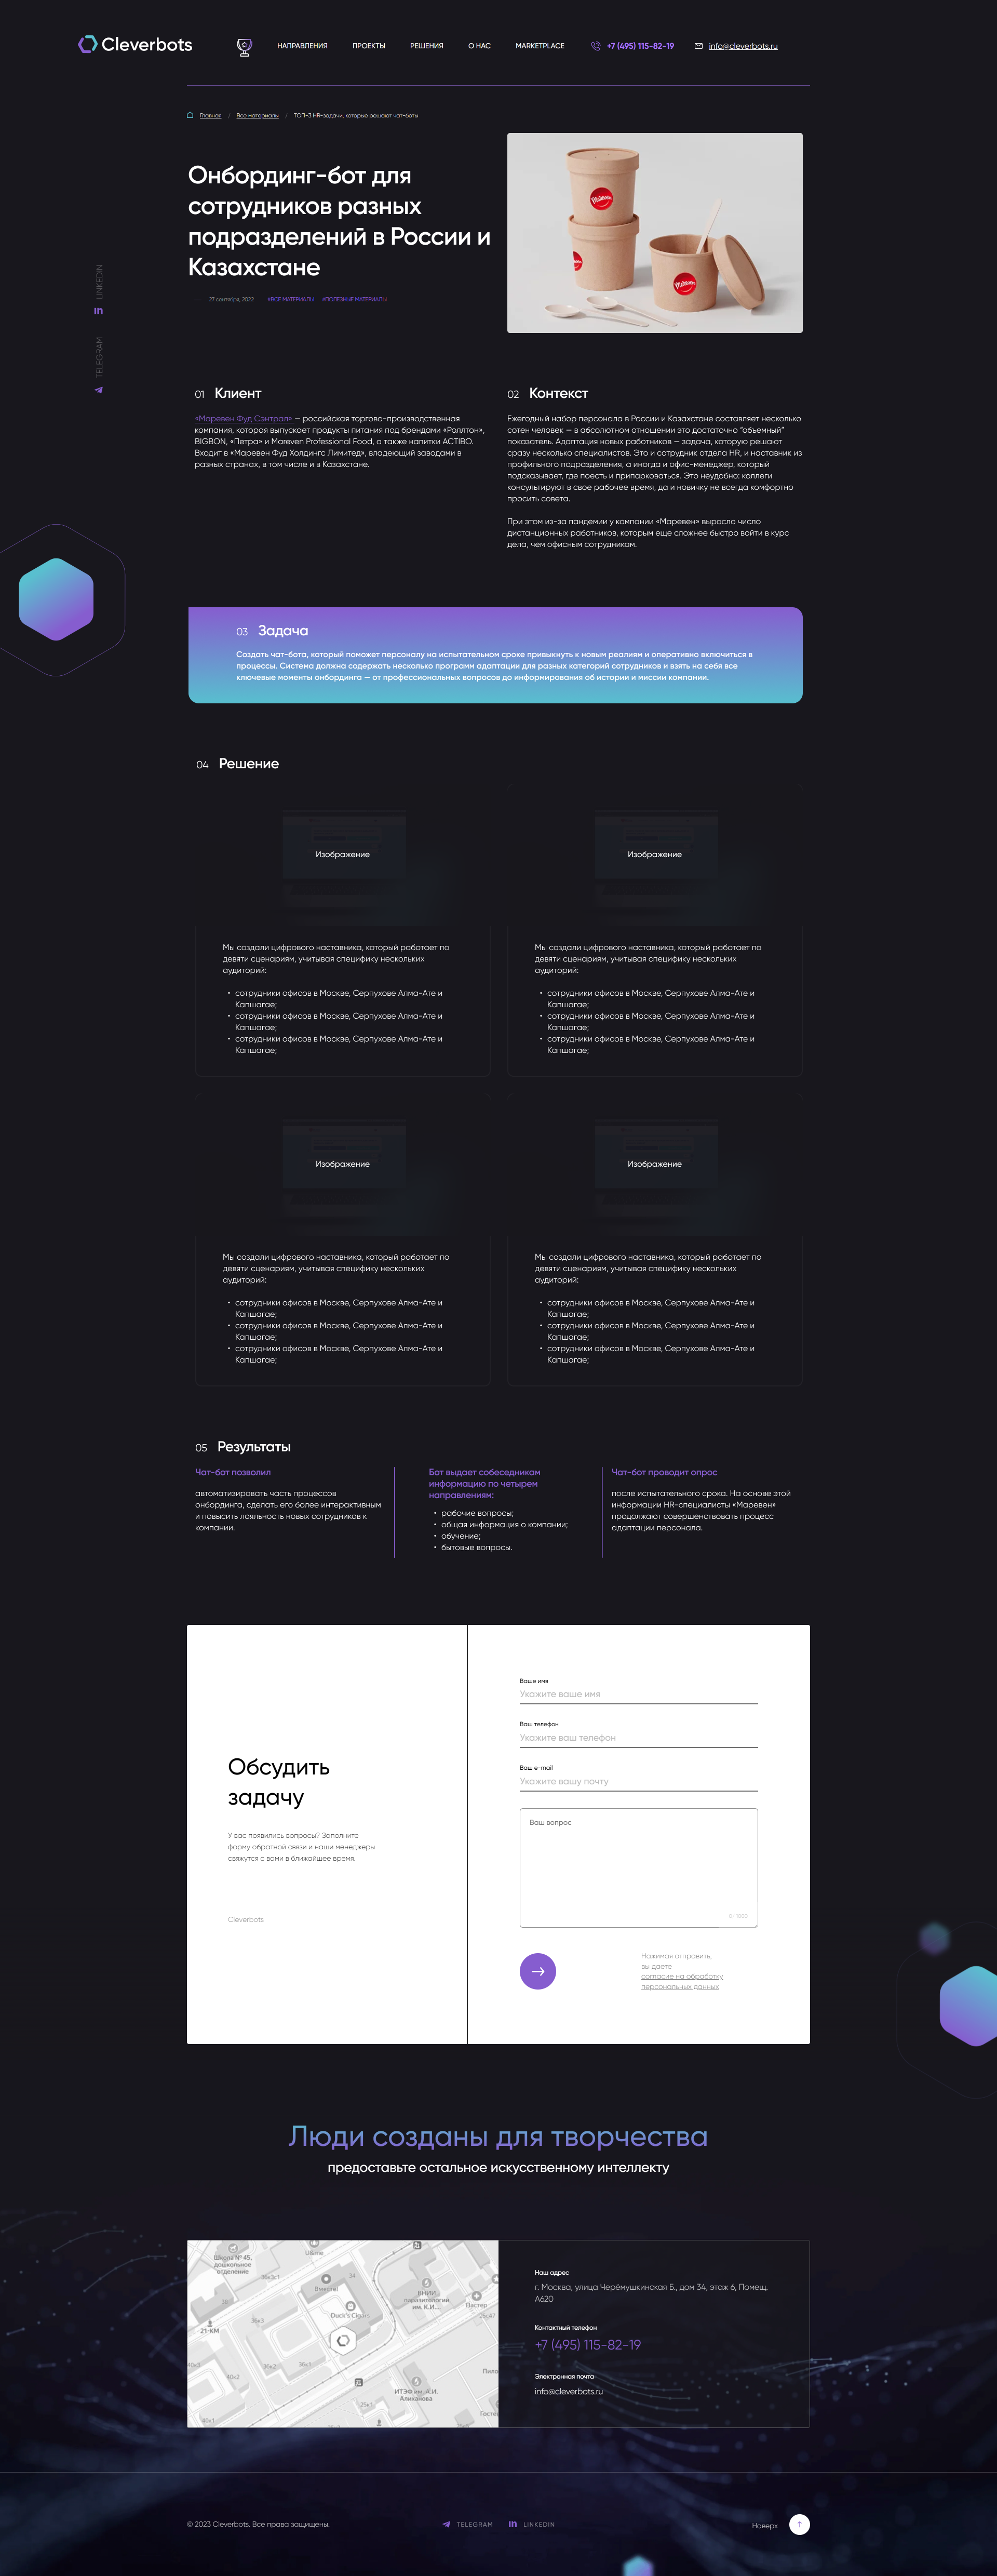 Cleverbots
НАПРАВЛЕНИЯ
ПРОЕКТЫ
РЕШЕНИЯ
О НАС
MARKETPLACE
+7 (495) 115-82-19
info@cleverbots.ru
Главная / Все материалы / ТОП-3 HR-задачи, которые решают чат-боты
Онбординг-бот для
сотрудников разных
подразделений в России и
Казахстане
27 сентября, 2022 #ВСЕ МАТЕРИАЛЫ #ПОЛЕЗНЫЕ МАТЕРИАЛЫ
LINKEDIN
TELEGRAM
01 Клиент
«Маревен Фуд Сэнтрал» — российская торгово-производственная
компания, которая выпускает продукты питания под брендами «Роллтон»,
BIGBON, «Петра» и Mareven Professional Food, а также напитки ACTIBO.
Входит в «Маревен Фуд Холдингс Лимитед», владеющий заводами в
разных странах, в том числе и в Казахстане.
02 Контекст
Ежегодный набор персонала в России и Казахстане составляет несколько
сотен человек — в абсолютном отношении это достаточно “объемный”
показатель. Адаптация новых работников — задача, которую решают
сразу несколько специалистов. Это и сотрудник отдела HR, и наставник из
профильного подразделения, а иногда и офис-менеджер, который
подсказывает, где поесть и припарковаться. Это неудобно: коллеги
консультируют в свое рабочее время, да и новичку не всегда комфортно
просить совета.
При этом из-за пандемии у компании «Маревен» выросло число
дистанционных работников, которым еще сложнее быстро войти в курс
дела, чем офисным сотрудникам.
03 Задача
Создать чат-бота, который поможет персоналу на испытательном сроке привыкнуть к новым реалиям и оперативно включиться в
процессы. Система должна содержать несколько программ адаптации для разных категорий сотрудников и взять на себя все
ключевые моменты онбординга — от профессиональных вопросов до информирования об истории и миссии компании.
04 Решение
Изображение
Мы создали цифрового наставника, который работает по
девяти сценариям, учитывая специфику нескольких
аудиторий:
• сотрудники офисов в Москве, Серпухове Алма-Ате и
Капшагае;
• сотрудники офисов в Москве, Серпухове Алма-Ате и
Капшагае;
• сотрудники офисов в Москве, Серпухове Алма-Ате и
Капшагае;
Изображение
Мы создали цифрового наставника, который работает по
девяти сценариям, учитывая специфику нескольких
аудиторий:
• сотрудники офисов в Москве, Серпухове Алма-Ате и
Капшагае;
• сотрудники офисов в Москве, Серпухове Алма-Ате и
Капшагае;
• сотрудники офисов в Москве, Серпухове Алма-Ате и
Капшагае;
Изображение
Мы создали цифрового наставника, который работает по
девяти сценариям, учитывая специфику нескольких
аудиторий:
• сотрудники офисов в Москве, Серпухове Алма-Ате и
Капшагае;
• сотрудники офисов в Москве, Серпухове Алма-Ате и
Капшагае;
• сотрудники офисов в Москве, Серпухове Алма-Ате и
Капшагае;
Изображение
Мы создали цифрового наставника, который работает по
девяти сценариям, учитывая специфику нескольких
аудиторий:
• сотрудники офисов в Москве, Серпухове Алма-Ате и
Капшагае;
• сотрудники офисов в Москве, Серпухове Алма-Ате и
Капшагае;
• сотрудники офисов в Москве, Серпухове Алма-Ате и
Капшагае;
05 Результаты
Чат-бот позволил
автоматизировать часть процессов
онбординга, сделать его более интерактивным
и повысить лояльность новых сотрудников к
компании.
Бот выдает собеседникам
информацию по четырем
направлениям:
• рабочие вопросы;
• общая информация о компании;
• обучение;
• бытовые вопросы.
Чат-бот проводит опрос
после испытательного срока. На основе этой
информации HR-специалисты «Маревен»
продолжают совершенствовать процесс
адаптации персонала.
Обсудить
задачу
У вас появились вопросы? Заполните
форму обратной связи и наши менеджеры
свяжутся с вами в ближайшее время.
Cleverbots
Ваше имя
Укажите ваше имя
Ваш телефон
Укажите ваш телефон
Ваш e-mail
Укажите вашу почту
Ваш вопрос
Нажимая отправить,
вы даете
согласие на обработку
персональных данных
Люди созданы для творчества
предоставьте остальное искусственному интеллекту
Школа № 45,
дошкольное
отделение
Вместе!
Duck's Cigars
ВНИИ
паразитологии
им. К.И...
Пастер
21-КМ
ИТЭФ им. А.И.
Алиханова
Наш адрес
г. Москва, улица Черёмушкинская Б., дом 34, этаж 6, Помещ.
А620
Контактный телефон
+7 (495) 115-82-19
Электронная почта
info@cleverbots.ru
© 2023 Cleverbots. Все права защищены.
TELEGRAM
LINKEDIN
Наверх